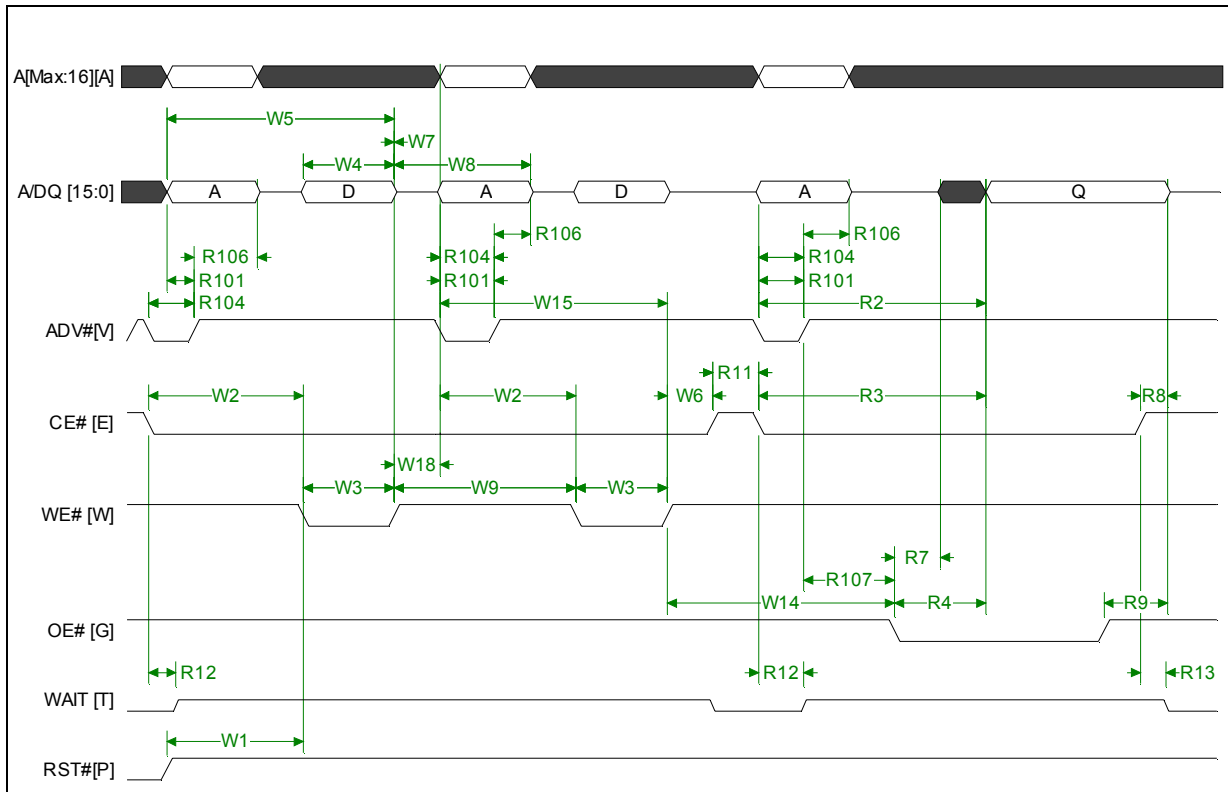 A[Max:16][A]
W5
W7
W4
W8
A/DQ [15:0]
A
D
A
D
A
Q
R106
R106
R106
R104
R104
R101
R101
R101
R104
W15
R2
ADV#[V]
R11
W2
W2
W6
R3
R8
CE# [E]
W18
W3
W9
W3
WE# [W]
R7
R107
W14
R4
R9
OE# [G]
R12
R12
R13
WAIT [T]
W1
RST#[P]